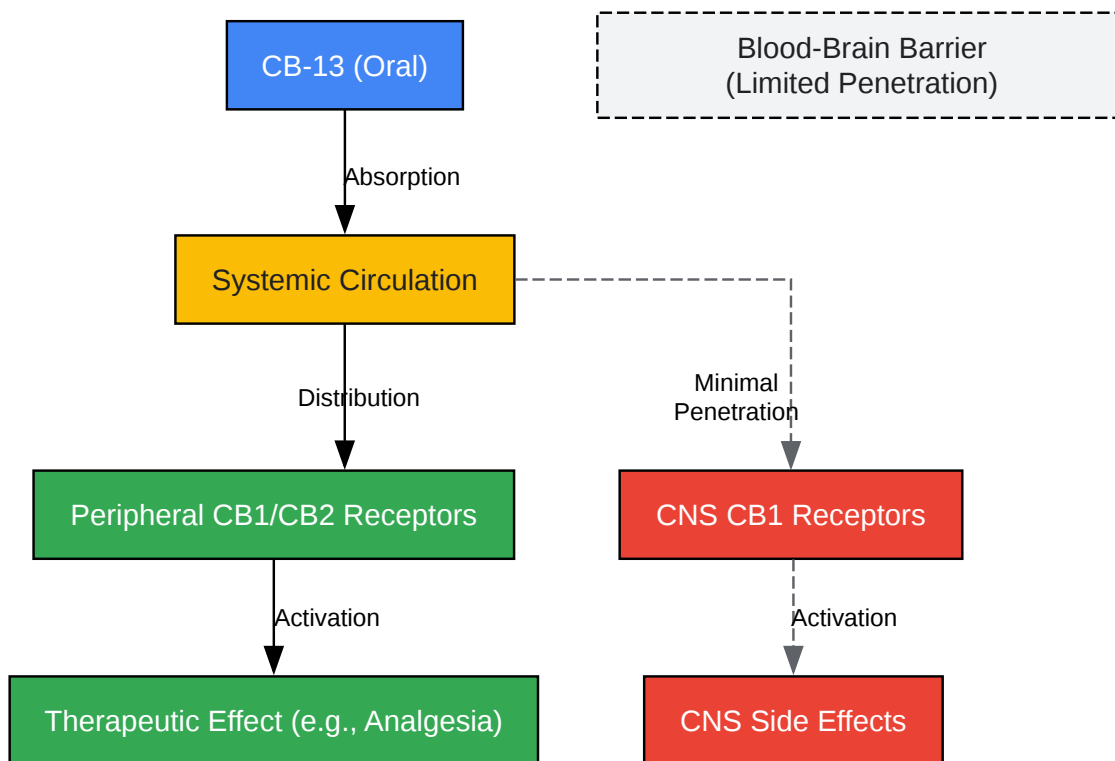 CB-13 (Oral)
Blood-Brain Barrier
(Limited Penetration)
Absorption
Systemic Circulation
Distribution
Minimal
Penetration
Peripheral CB1/CB2 Receptors
CNS CB1 Receptors
Activation
Activation
Therapeutic Effect (e.g., Analgesia)
CNS Side Effects